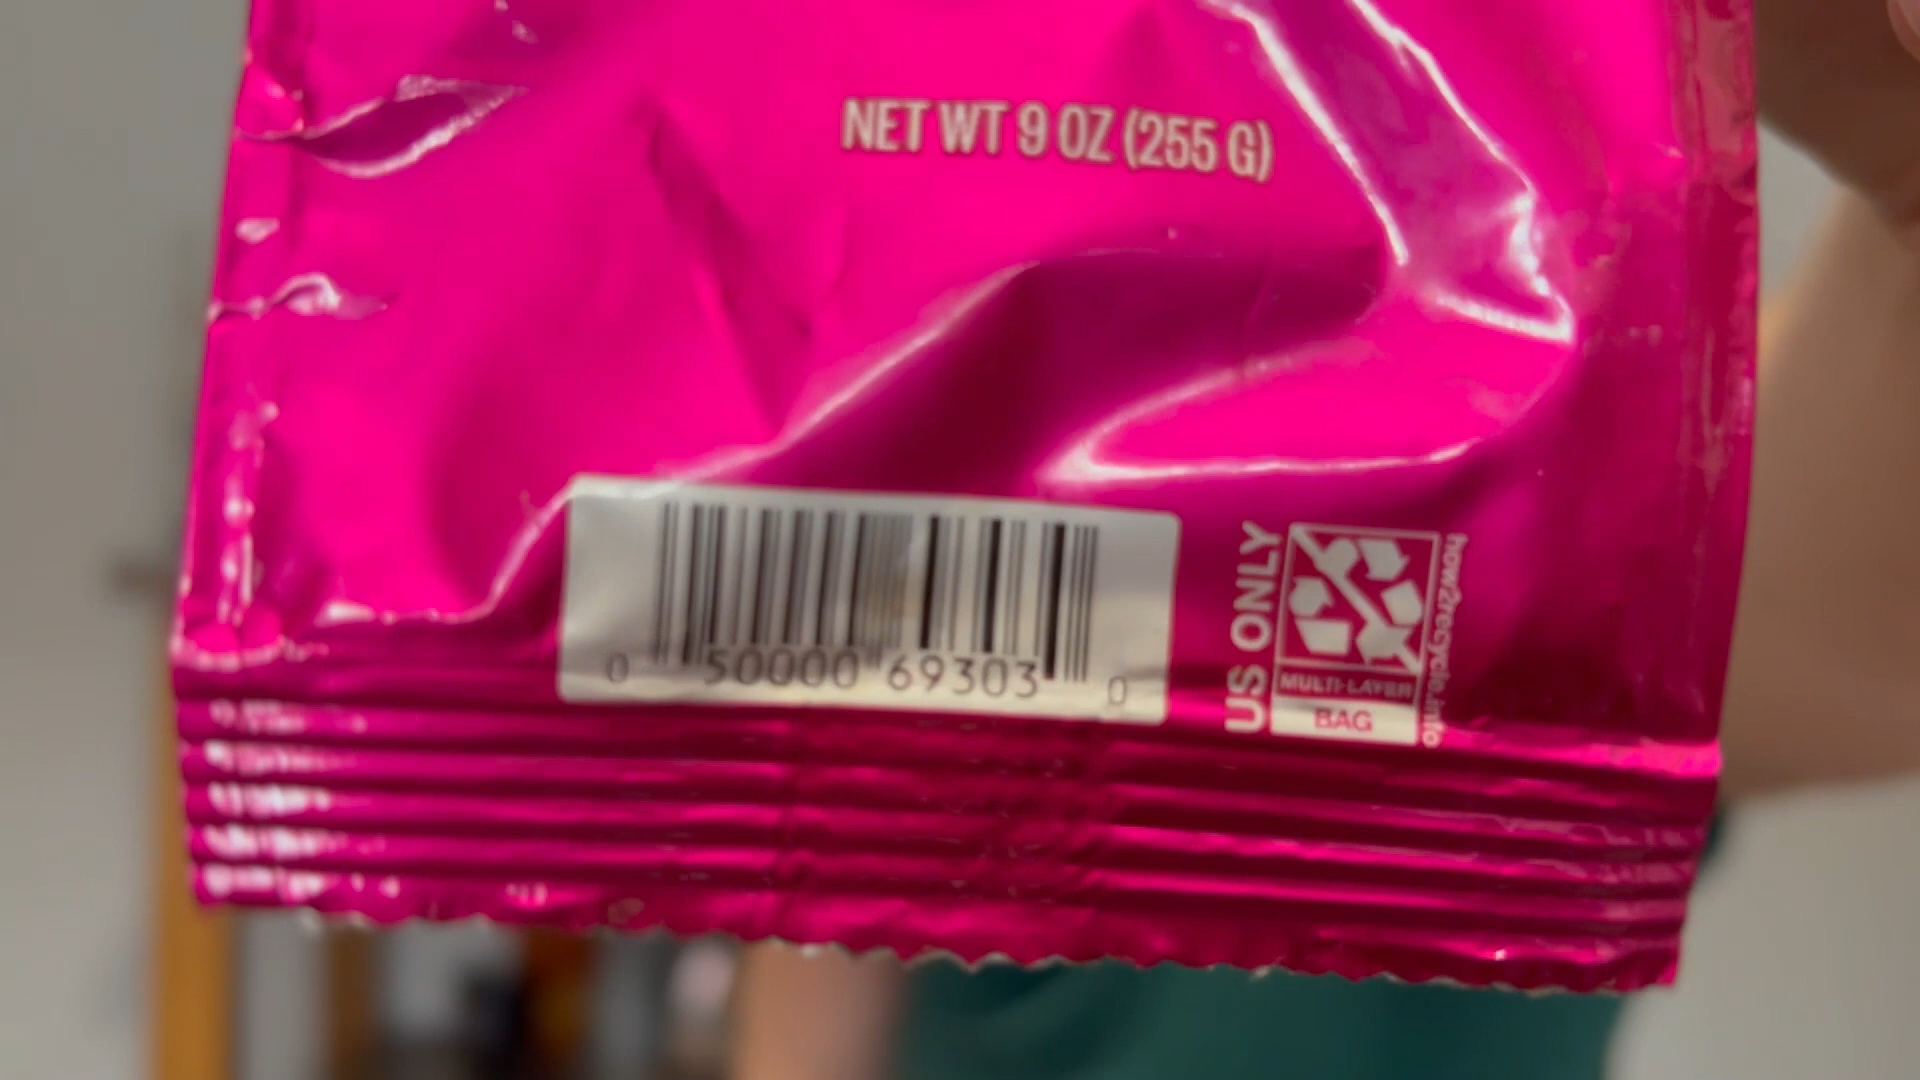 NET WT 9 OZ (255 G)
0 50000 69303 0
US ONLY
MULTI-LAYER
BAG
how2recycle.info